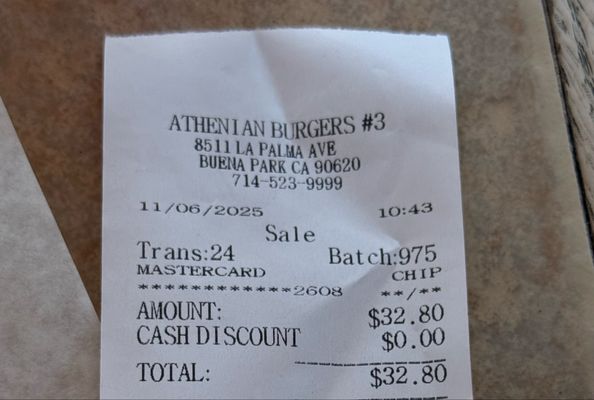 ATHENIAN BURGERS #3
8511 LA PALMA AVE
BUENA PARK CA 90620
714-523-9999
11/06/2025 10:43
Sale
Trans:24 Batch:975
MASTERCARD CHIP
************2608 **/**
AMOUNT: $32.80
CASH DISCOUNT $0.00
TOTAL: $32.80